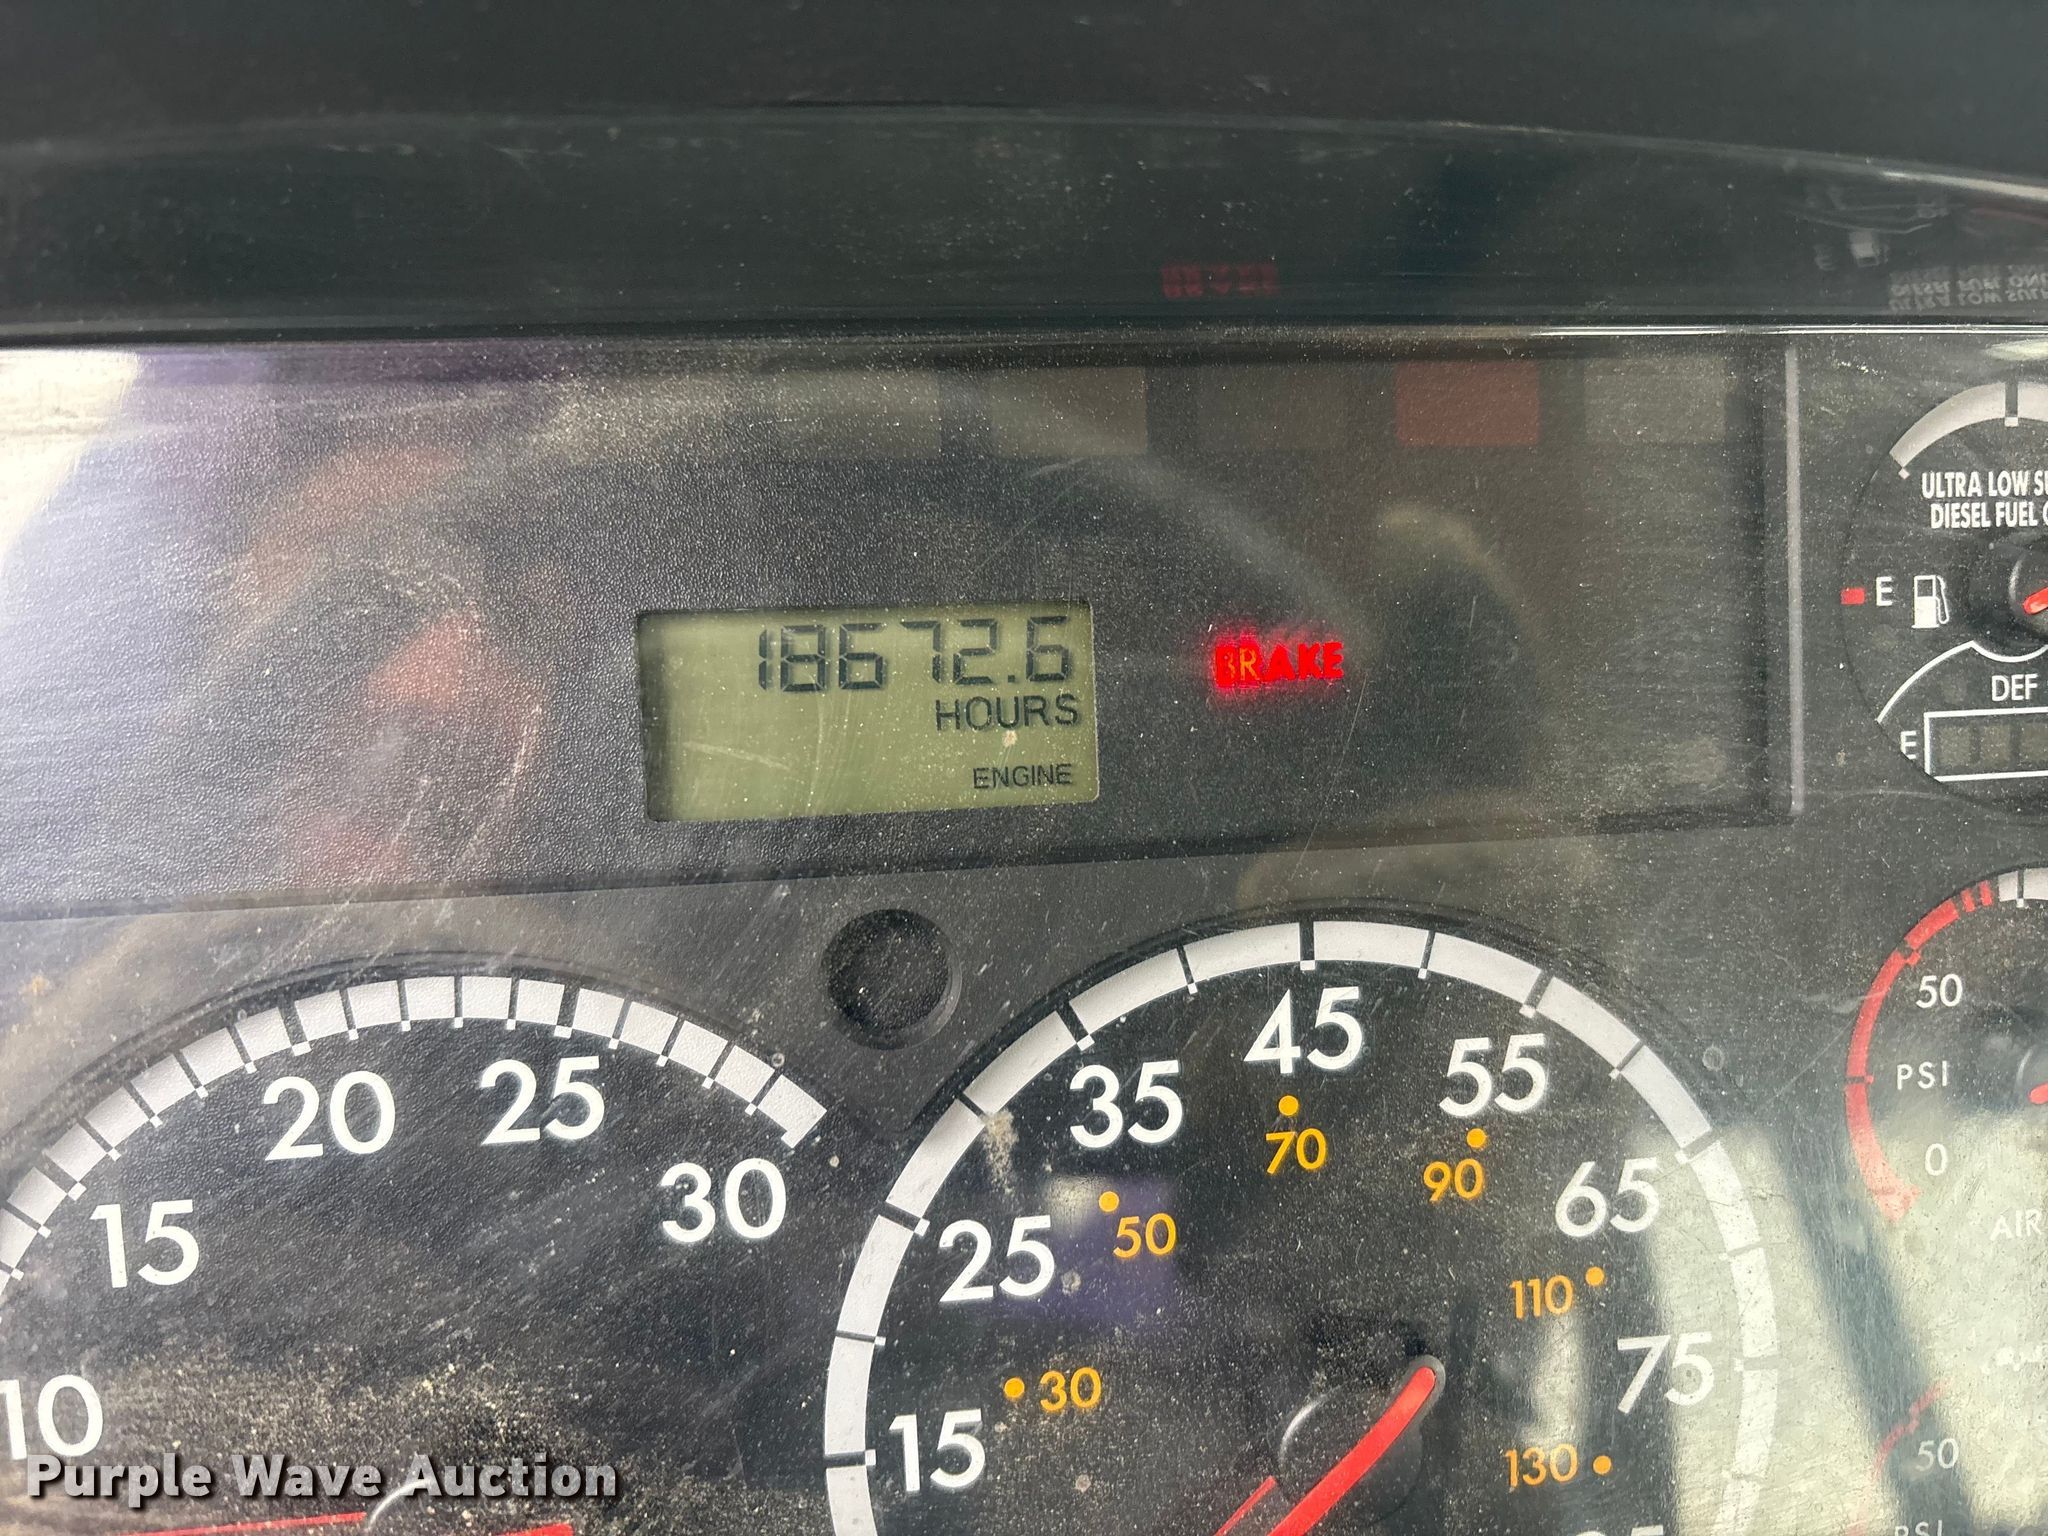 18672.6
HOURS
ENGINE
BRAKE
ULTRA LOW
DIESEL FUEL
E
DEF
E
10
15
20
25
30
15
25
35
45
55
65
75
30
50
70
90
110
130
50
PSI
0
AIR
50
PSI
Purple Wave Auction